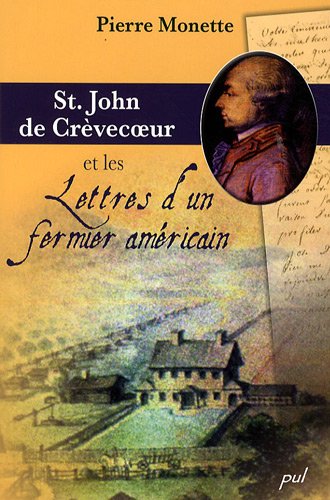 Pierre Monette
St. John
de Crèvecœur
et les
Lettres d'un
fermier américain
pul